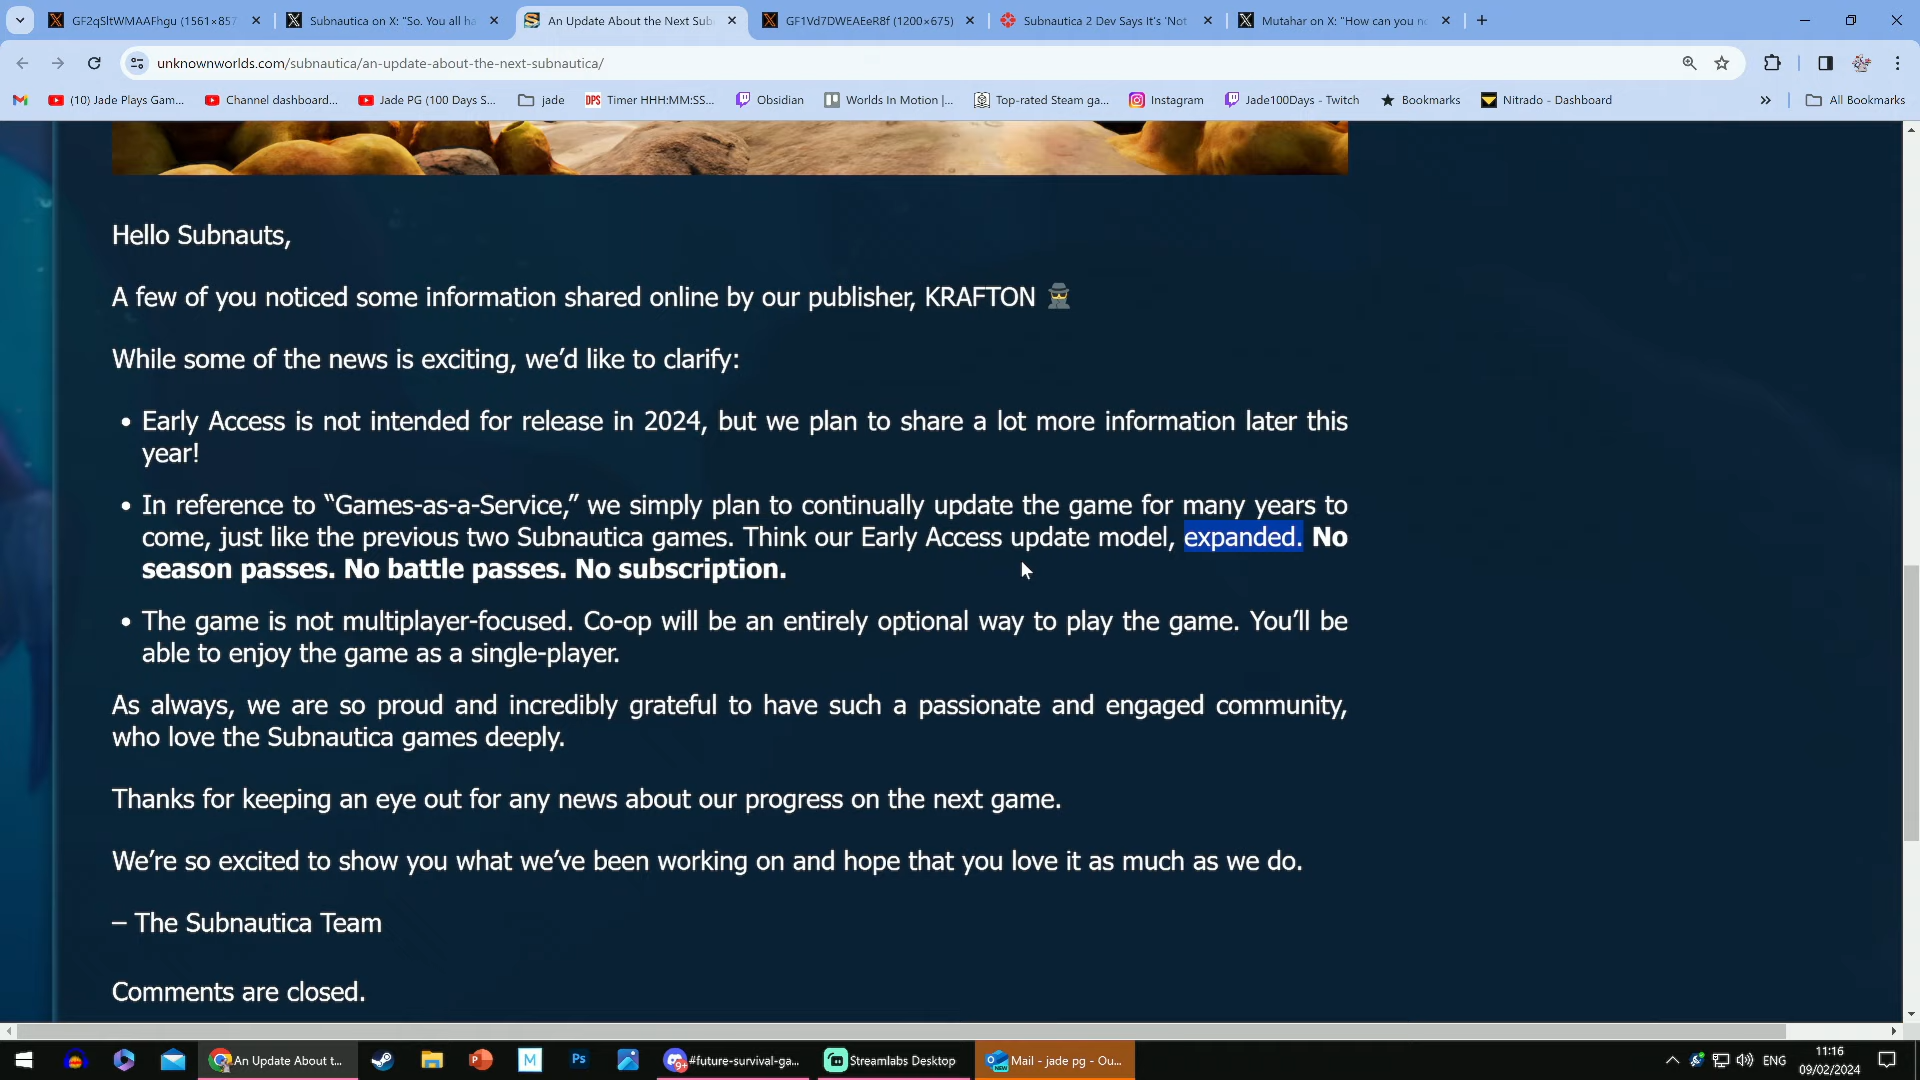 GF2qSltWMAAFhgu (1561×857
Subnautica on X: "So. You all ha
An Update About the Next Sub
GF1Vd7DWEAEeR8f (1200×675)
Subnautica 2 Dev Says It's 'Not
Mutahar on X: "How can you no
unknownworlds.com/subnautica/an-update-about-the-next-subnautica/
(10) Jade Plays Gam...
Channel dashboard...
Jade PG (100 Days S...
jade
DPS
Timer HHH:MM:SS...
Obsidian
Worlds In Motion |...
Top-rated Steam ga...
Instagram
Jade100Days - Twitch
Bookmarks
Nitrado - Dashboard
All Bookmarks
Hello Subnauts,
A few of you noticed some information shared online by our publisher, KRAFTON
While some of the news is exciting, we’d like to clarify:
• Early Access is not intended for release in 2024, but we plan to share a lot more information later this
year!
• In reference to “Games-as-a-Service,” we simply plan to continually update the game for many years to
come, just like the previous two Subnautica games. Think our Early Access update model, expanded. No
season passes. No battle passes. No subscription.
• The game is not multiplayer-focused. Co-op will be an entirely optional way to play the game. You’ll be
able to enjoy the game as a single-player.
As always, we are so proud and incredibly grateful to have such a passionate and engaged community,
who love the Subnautica games deeply.
Thanks for keeping an eye out for any news about our progress on the next game.
We’re so excited to show you what we’ve been working on and hope that you love it as much as we do.
– The Subnautica Team
Comments are closed.
An Update About t...
M
Ps
9+
#future-survival-ga...
Streamlabs Desktop
NEW
Mail - jade pg - Ou...
ENG
11:16
09/02/2024